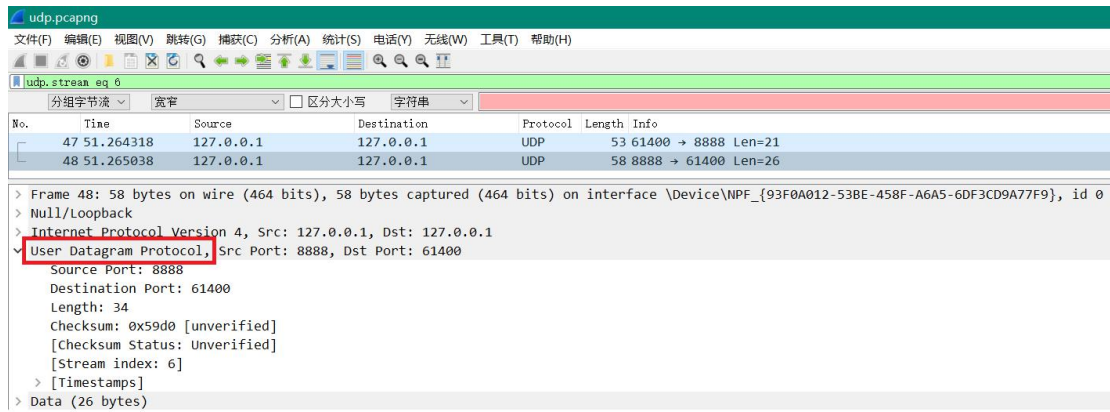 udp.pcapng
文件(F) 编辑(E) 视图(V) 跳转(G) 捕获(C) 分析(A) 统计(S) 电话(Y) 无线(W) 工具(T) 帮助(H)
udp.stream eq 6
分组字节流 宽窄 区分大小写 字符串
No. Time Source Destination Protocol Length Info
47 51.264318 127.0.0.1 127.0.0.1 UDP 53 61400 → 8888 Len=21
48 51.265038 127.0.0.1 127.0.0.1 UDP 58 8888 → 61400 Len=26
> Frame 48: 58 bytes on wire (464 bits), 58 bytes captured (464 bits) on interface \Device\NPF_{93F0A012-53BE-458F-A6A5-6DF3CD9A77F9}, id 0
> Null/Loopback
> Internet Protocol Version 4, Src: 127.0.0.1, Dst: 127.0.0.1
User Datagram Protocol, Src Port: 8888, Dst Port: 61400
Source Port: 8888
Destination Port: 61400
Length: 34
Checksum: 0x59d0 [unverified]
[Checksum Status: Unverified]
[Stream index: 6]
> [Timestamps]
> Data (26 bytes)